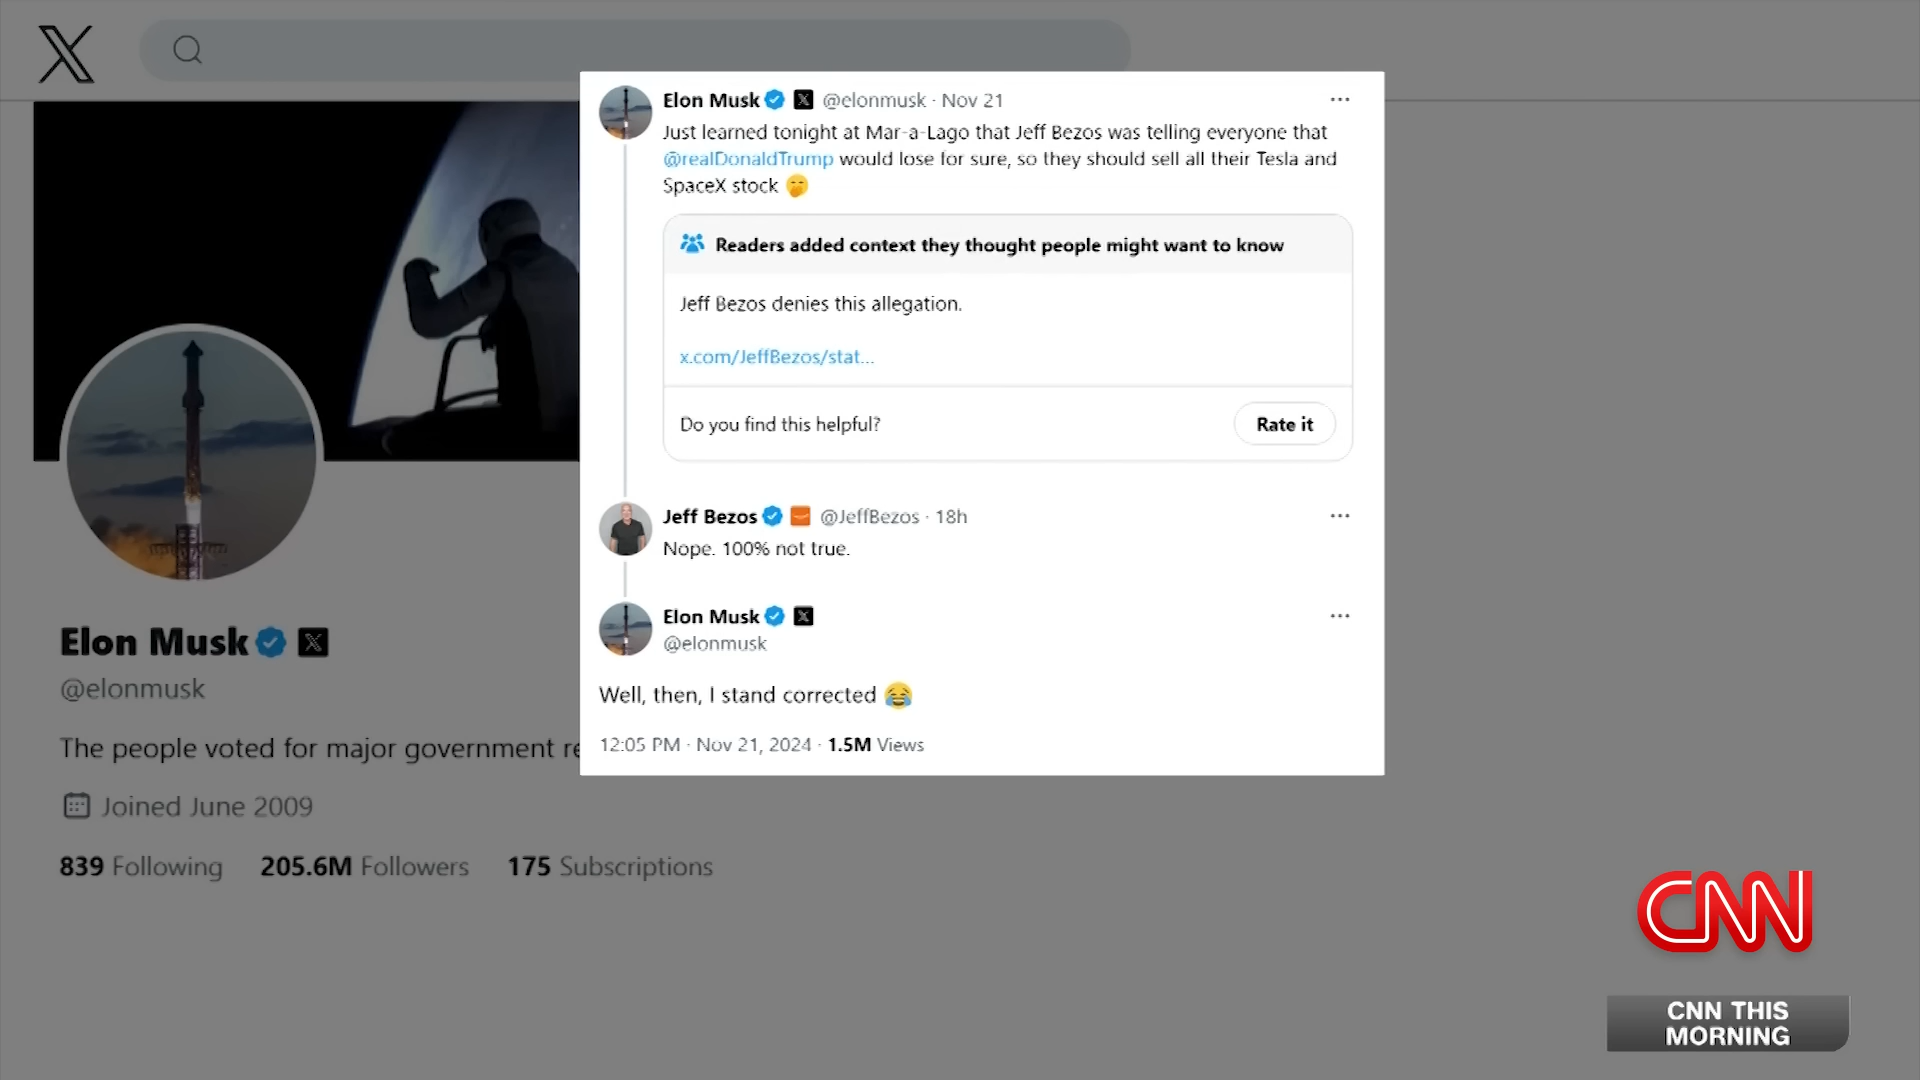 Elon Musk @elonmusk · Nov 21
Just learned tonight at Mar-a-Lago that Jeff Bezos was telling everyone that
@realDonaldTrump would lose for sure, so they should sell all their Tesla and
SpaceX stock 🤭
Readers added context they thought people might want to know
Jeff Bezos denies this allegation.
x.com/JeffBezos/stat...
Do you find this helpful?
Rate it
Jeff Bezos @JeffBezos · 18h
Nope. 100% not true.
Elon Musk
@elonmusk
Well, then, I stand corrected 😂
12:05 PM · Nov 21, 2024 · 1.5M Views
Elon Musk
@elonmusk
The people voted for major government
Joined June 2009
839 Following 205.6M Followers 175 Subscriptions
CNN
CNN THIS
MORNING